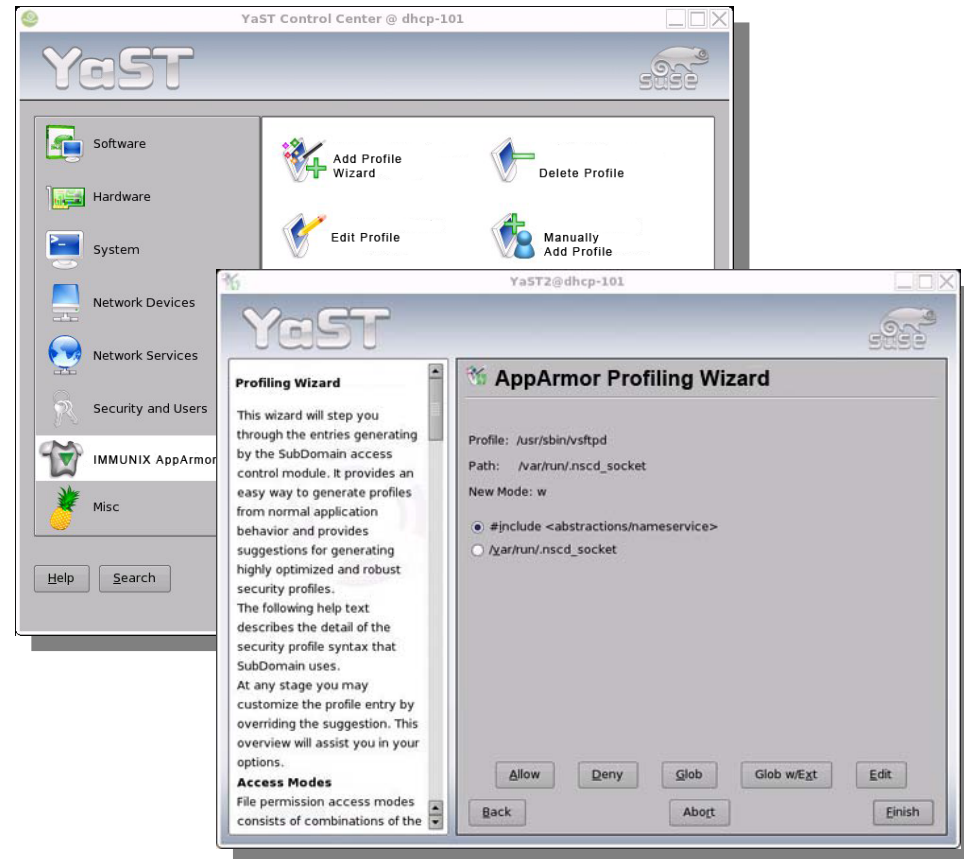 YaST Control Center @ dhcp-101
YaST
suse
Software
Hardware
System
Network Devices
Network Services
Security and Users
IMMUNIX AppArmor
Misc
Help
Search
Add Profile
Wizard
Delete Profile
Edit Profile
Manually
Add Profile
YaST2@dhcp-101
YaST
suse
Profiling Wizard
This wizard will step you
through the entries generating
by the SubDomain access
control module. It provides an
easy way to generate profiles
from normal application
behavior and provides
suggestions for generating
highly optimized and robust
security profiles.
The following help text
describes the detail of the
security profile syntax that
SubDomain uses.
At any stage you may
customize the profile entry by
overriding the suggestion. This
overview will assist you in your
options.
Access Modes
File permission access modes
consists of combinations of the
AppArmor Profiling Wizard
Profile: /usr/sbin/vsftpd
Path: /var/run/.nscd_socket
New Mode: w
#include <abstractions/nameservice>
/var/run/.nscd_socket
Allow
Deny
Glob
Glob w/Ext
Edit
Back
Abort
Finish